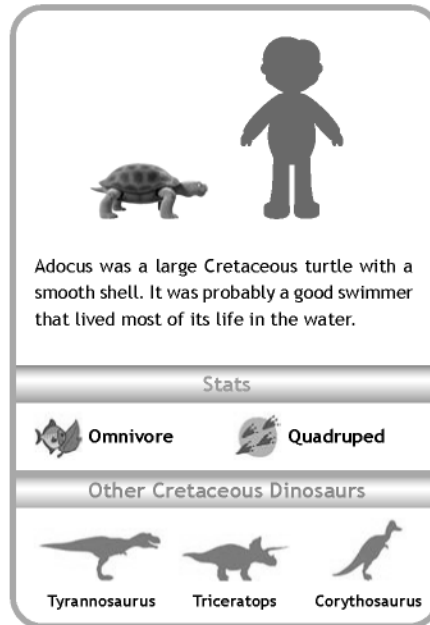 Adocus was a large Cretaceous turtle with a
smooth shell. It was probably a good swimmer
that lived most of its life in the water.
Stats
Omnivore Quadruped
Other Cretaceous Dinosaurs
Tyrannosaurus Triceratops Corythosaurus